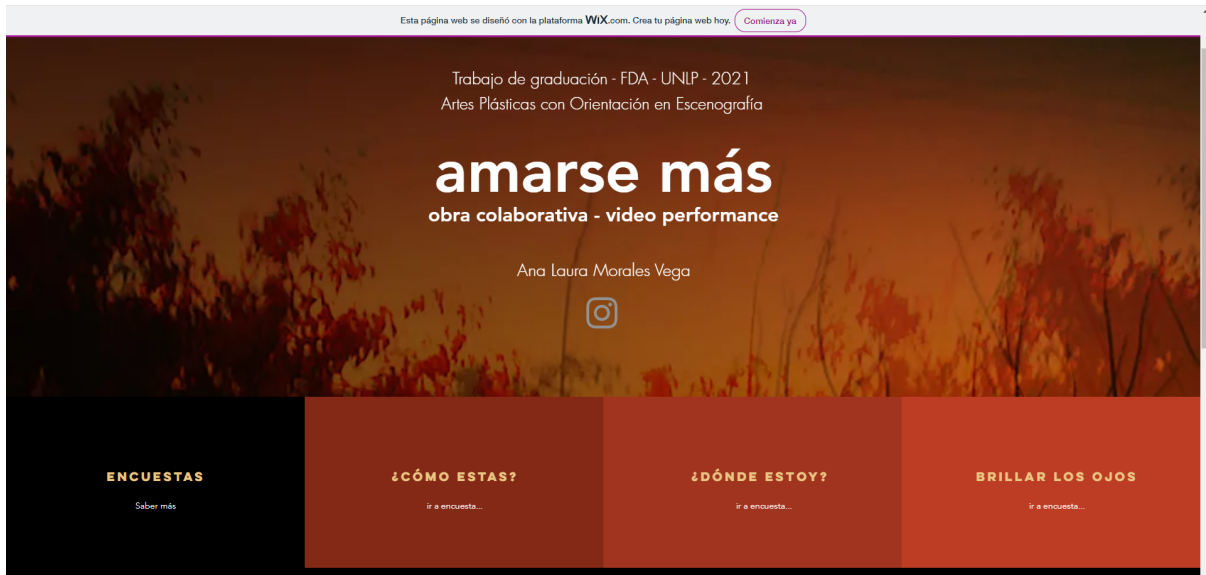 Esta página web se diseñó con la plataforma WiX.com. Crea tu página web hoy. Comienza ya
Trabajo de graduación - FDA - UNLP - 2021
Artes Plásticas con Orientación en Escenografía
amarse más
obra colaborativa - video performance
Ana Laura Morales Vega
ENCUESTAS
Saber más
¿CÓMO ESTAS?
ir a encuesta...
¿DÓNDE ESTOY?
ir a encuesta...
BRILLAR LOS OJOS
ir a encuesta...